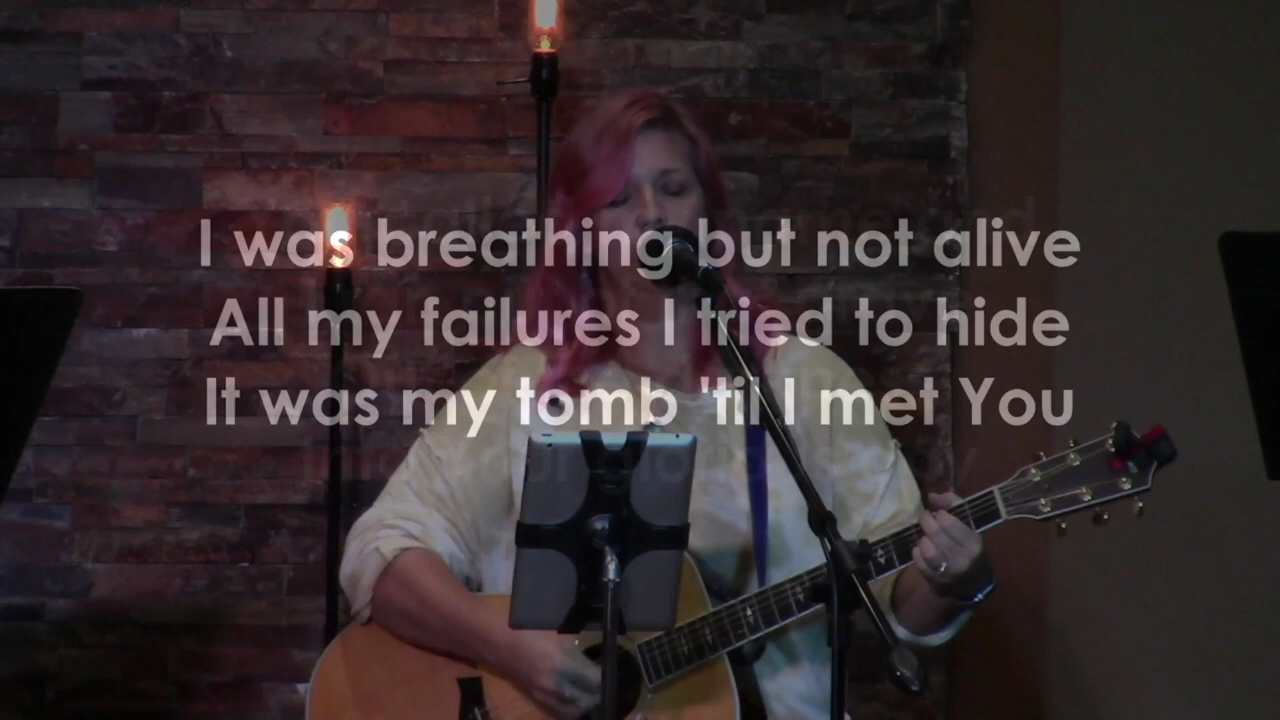 I was breathing but not alive
All my failures I tried to hide
It was my tomb 'til I met You